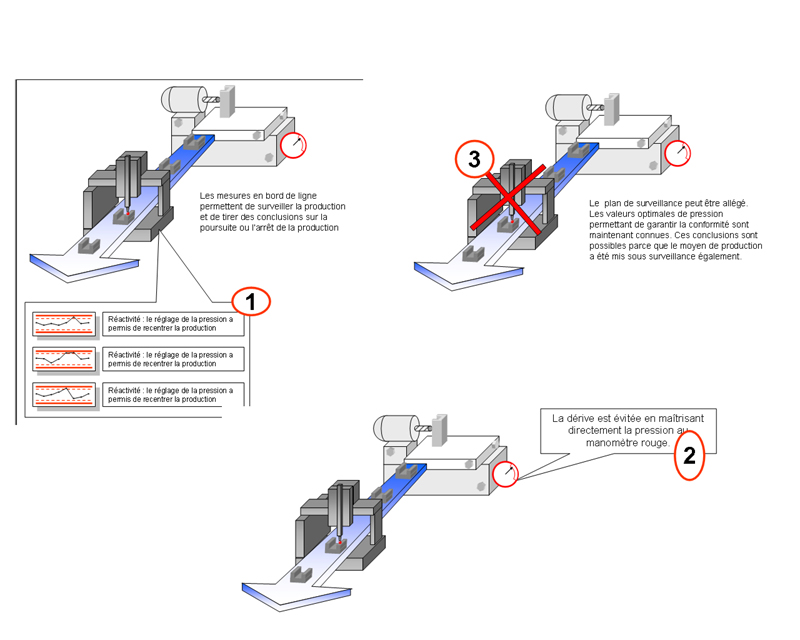 Les mesures en bord de ligne
permettent de surveiller la production
et de tirer des conclusions sur la
poursuite ou l'arrêt de la production
1
Réactivité : le réglage de la pression a
permis de recentrer la production
Réactivité : le réglage de la pression a
permis de recentrer la production
Réactivité : le réglage de la pression a
permis de recentrer la production
3
Le plan de surveillance peut être allégé.
Les valeurs optimales de pression
permettant de garantir la conformité sont
maintenant connues. Ces conclusions sont
possibles parce que le moyen de production
a été mis sous surveillance également.
La dérive est évitée en maîtrisant
directement la pression au
manomètre rouge.
2